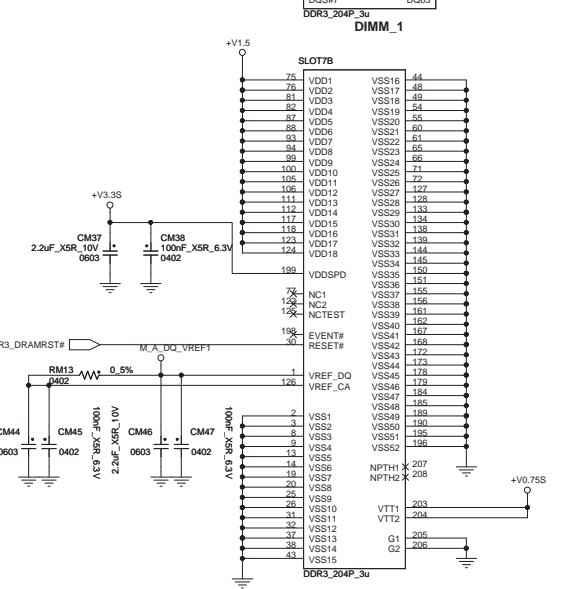 DQS#7 DQ63
DDR3_204P_3u
DIMM_1
+V1.5
SLOT7B
75 VDD1 VSS16 44
76 VDD2 VSS17 48
81 VDD3 VSS18 49
82 VDD4 VSS19 54
87 VDD5 VSS20 55
88 VDD6 VSS21 60
93 VDD7 VSS22 61
94 VDD8 VSS23 65
99 VDD9 VSS24 66
100 VDD10 VSS25 71
105 VDD11 VSS26 72
106 VDD12 VSS27 127
111 VDD13 VSS28 128
112 VDD14 VSS29 133
117 VDD15 VSS30 134
118 VDD16 VSS31 138
123 VDD17 VSS32 139
124 VDD18 VSS33 144
VSS34 145
199 VDDSPD VSS35 150
VSS36 151
77 NC1 VSS37 155
122 NC2 VSS38 156
125 NCTEST VSS39 161
VSS40 162
198 EVENT# VSS41 167
30 RESET# VSS42 168
VSS43 172
VSS44 173
1 VREF_DQ VSS45 178
126 VREF_CA VSS46 179
VSS47 184
VSS48 185
2 VSS1 VSS49 189
3 VSS2 VSS50 190
8 VSS3 VSS51 195
9 VSS4 VSS52 196
13 VSS5
14 VSS6 NPTH1 207
19 VSS7 NPTH2 208
20 VSS8
25 VSS9
26 VSS10 VTT1 203
31 VSS11 VTT2 204
32 VSS12
37 VSS13 G1 205
38 VSS14 G2 206
43 VSS15
DDR3_204P_3u
+V3.3S
CM37
2.2uF_X5R_10V
0603
CM38
100nF_X5R_6.3V
0402
R3_DRAMRST#
M_A_DQ_VREF1
RM13 0_5%
0402
CM44
0603
CM45
0402
100nF_X5R_6.3V
2.2uF_X5R_10V
CM46
0603
CM47
0402
100nF_X5R_6.3V
+V0.75S